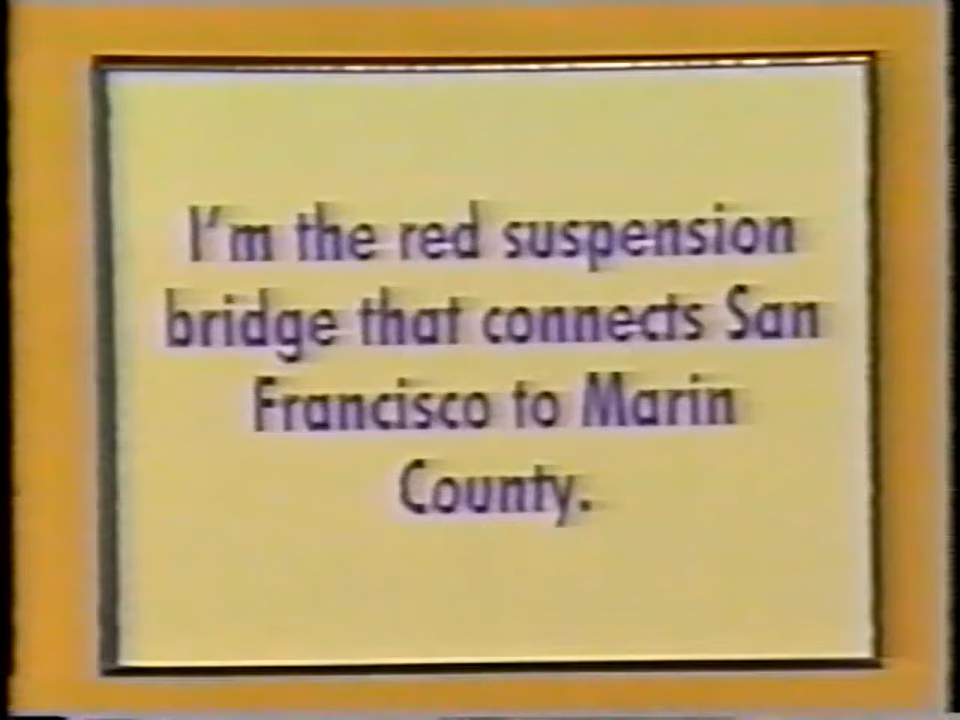 I'm the red suspension
bridge that connects San
Francisco to Marin
County.